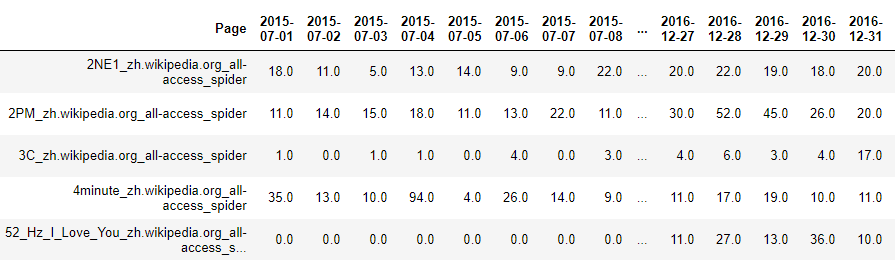 Page 2015-07-01 2015-07-02 2015-07-03 2015-07-04 2015-07-05 2015-07-06 2015-07-07 2015-07-08 ... 2016-12-27 2016-12-28 2016-12-29 2016-12-30 2016-12-31
2NE1_zh.wikipedia.org_all-access_spider 18.0 11.0 5.0 13.0 14.0 9.0 9.0 22.0 ... 20.0 22.0 19.0 18.0 20.0
2PM_zh.wikipedia.org_all-access_spider 11.0 14.0 15.0 18.0 11.0 13.0 22.0 11.0 ... 30.0 52.0 45.0 26.0 20.0
3C_zh.wikipedia.org_all-access_spider 1.0 0.0 1.0 1.0 0.0 4.0 0.0 3.0 ... 4.0 6.0 3.0 4.0 17.0
4minute_zh.wikipedia.org_all-access_spider 35.0 13.0 10.0 94.0 4.0 26.0 14.0 9.0 ... 11.0 17.0 19.0 10.0 11.0
52_Hz_I_Love_You_zh.wikipedia.org_all-access_s... 0.0 0.0 0.0 0.0 0.0 0.0 0.0 0.0 ... 11.0 27.0 13.0 36.0 10.0